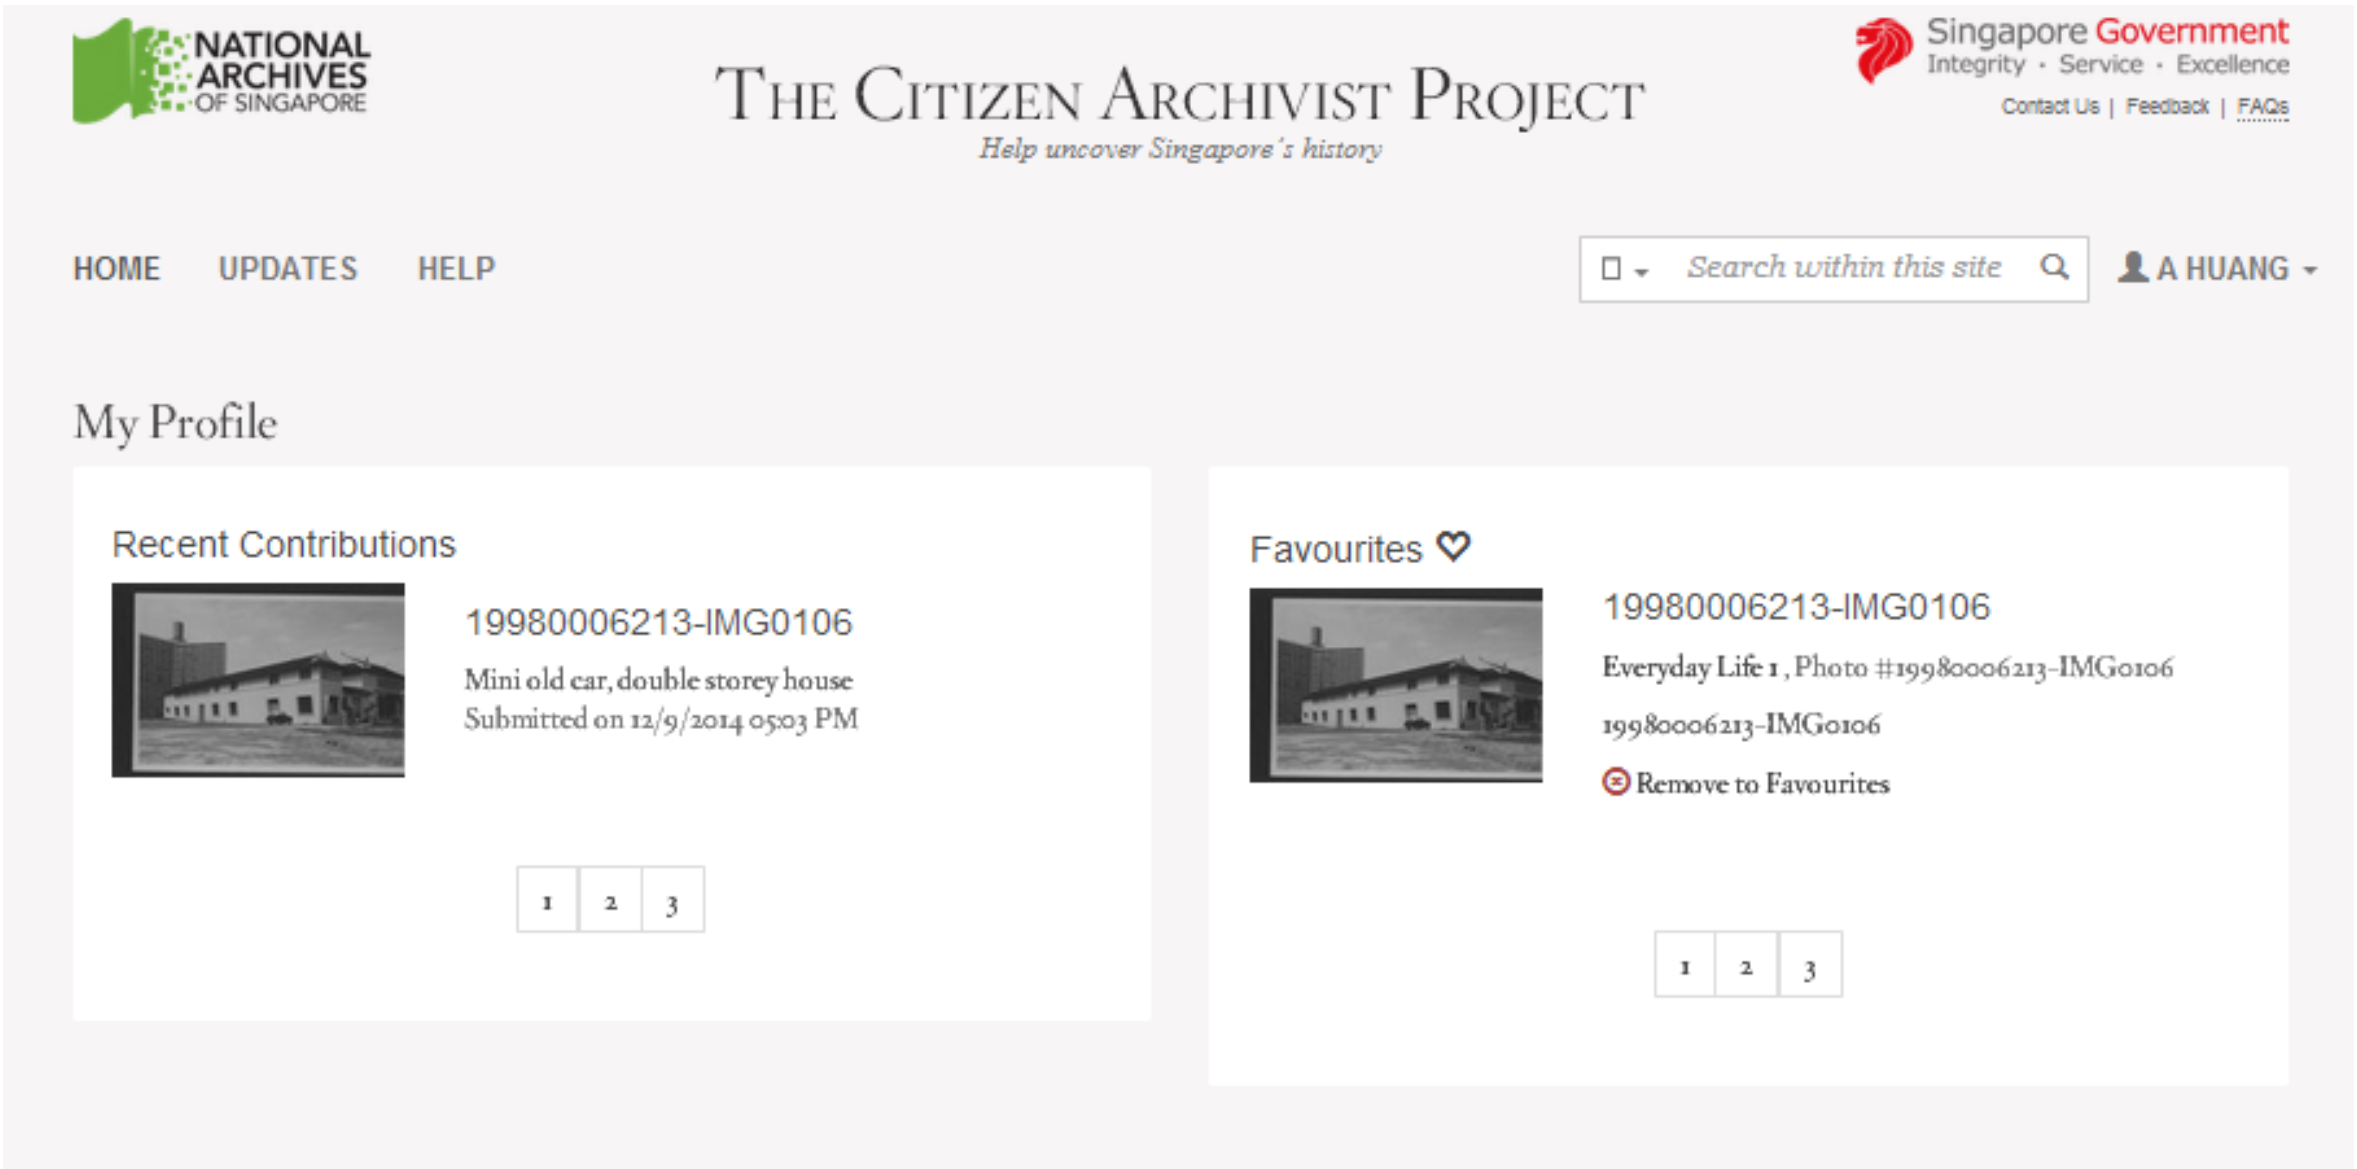 NATIONAL
ARCHIVES
OF SINGAPORE
THE CITIZEN ARCHIVIST PROJECT
Help uncover Singapore's history
Singapore Government
Integrity · Service · Excellence
Contact Us | Feedback | FAQs
HOME UPDATES HELP
Search within this site
A HUANG
My Profile
Recent Contributions
19980006213-IMG0106
Mini old car, double storey house
Submitted on 12/9/2014 05:03 PM
1 2 3
Favourites
19980006213-IMG0106
Everyday Life 1, Photo #19980006213-IMG0106
19980006213-IMG0106
Remove to Favourites
1 2 3